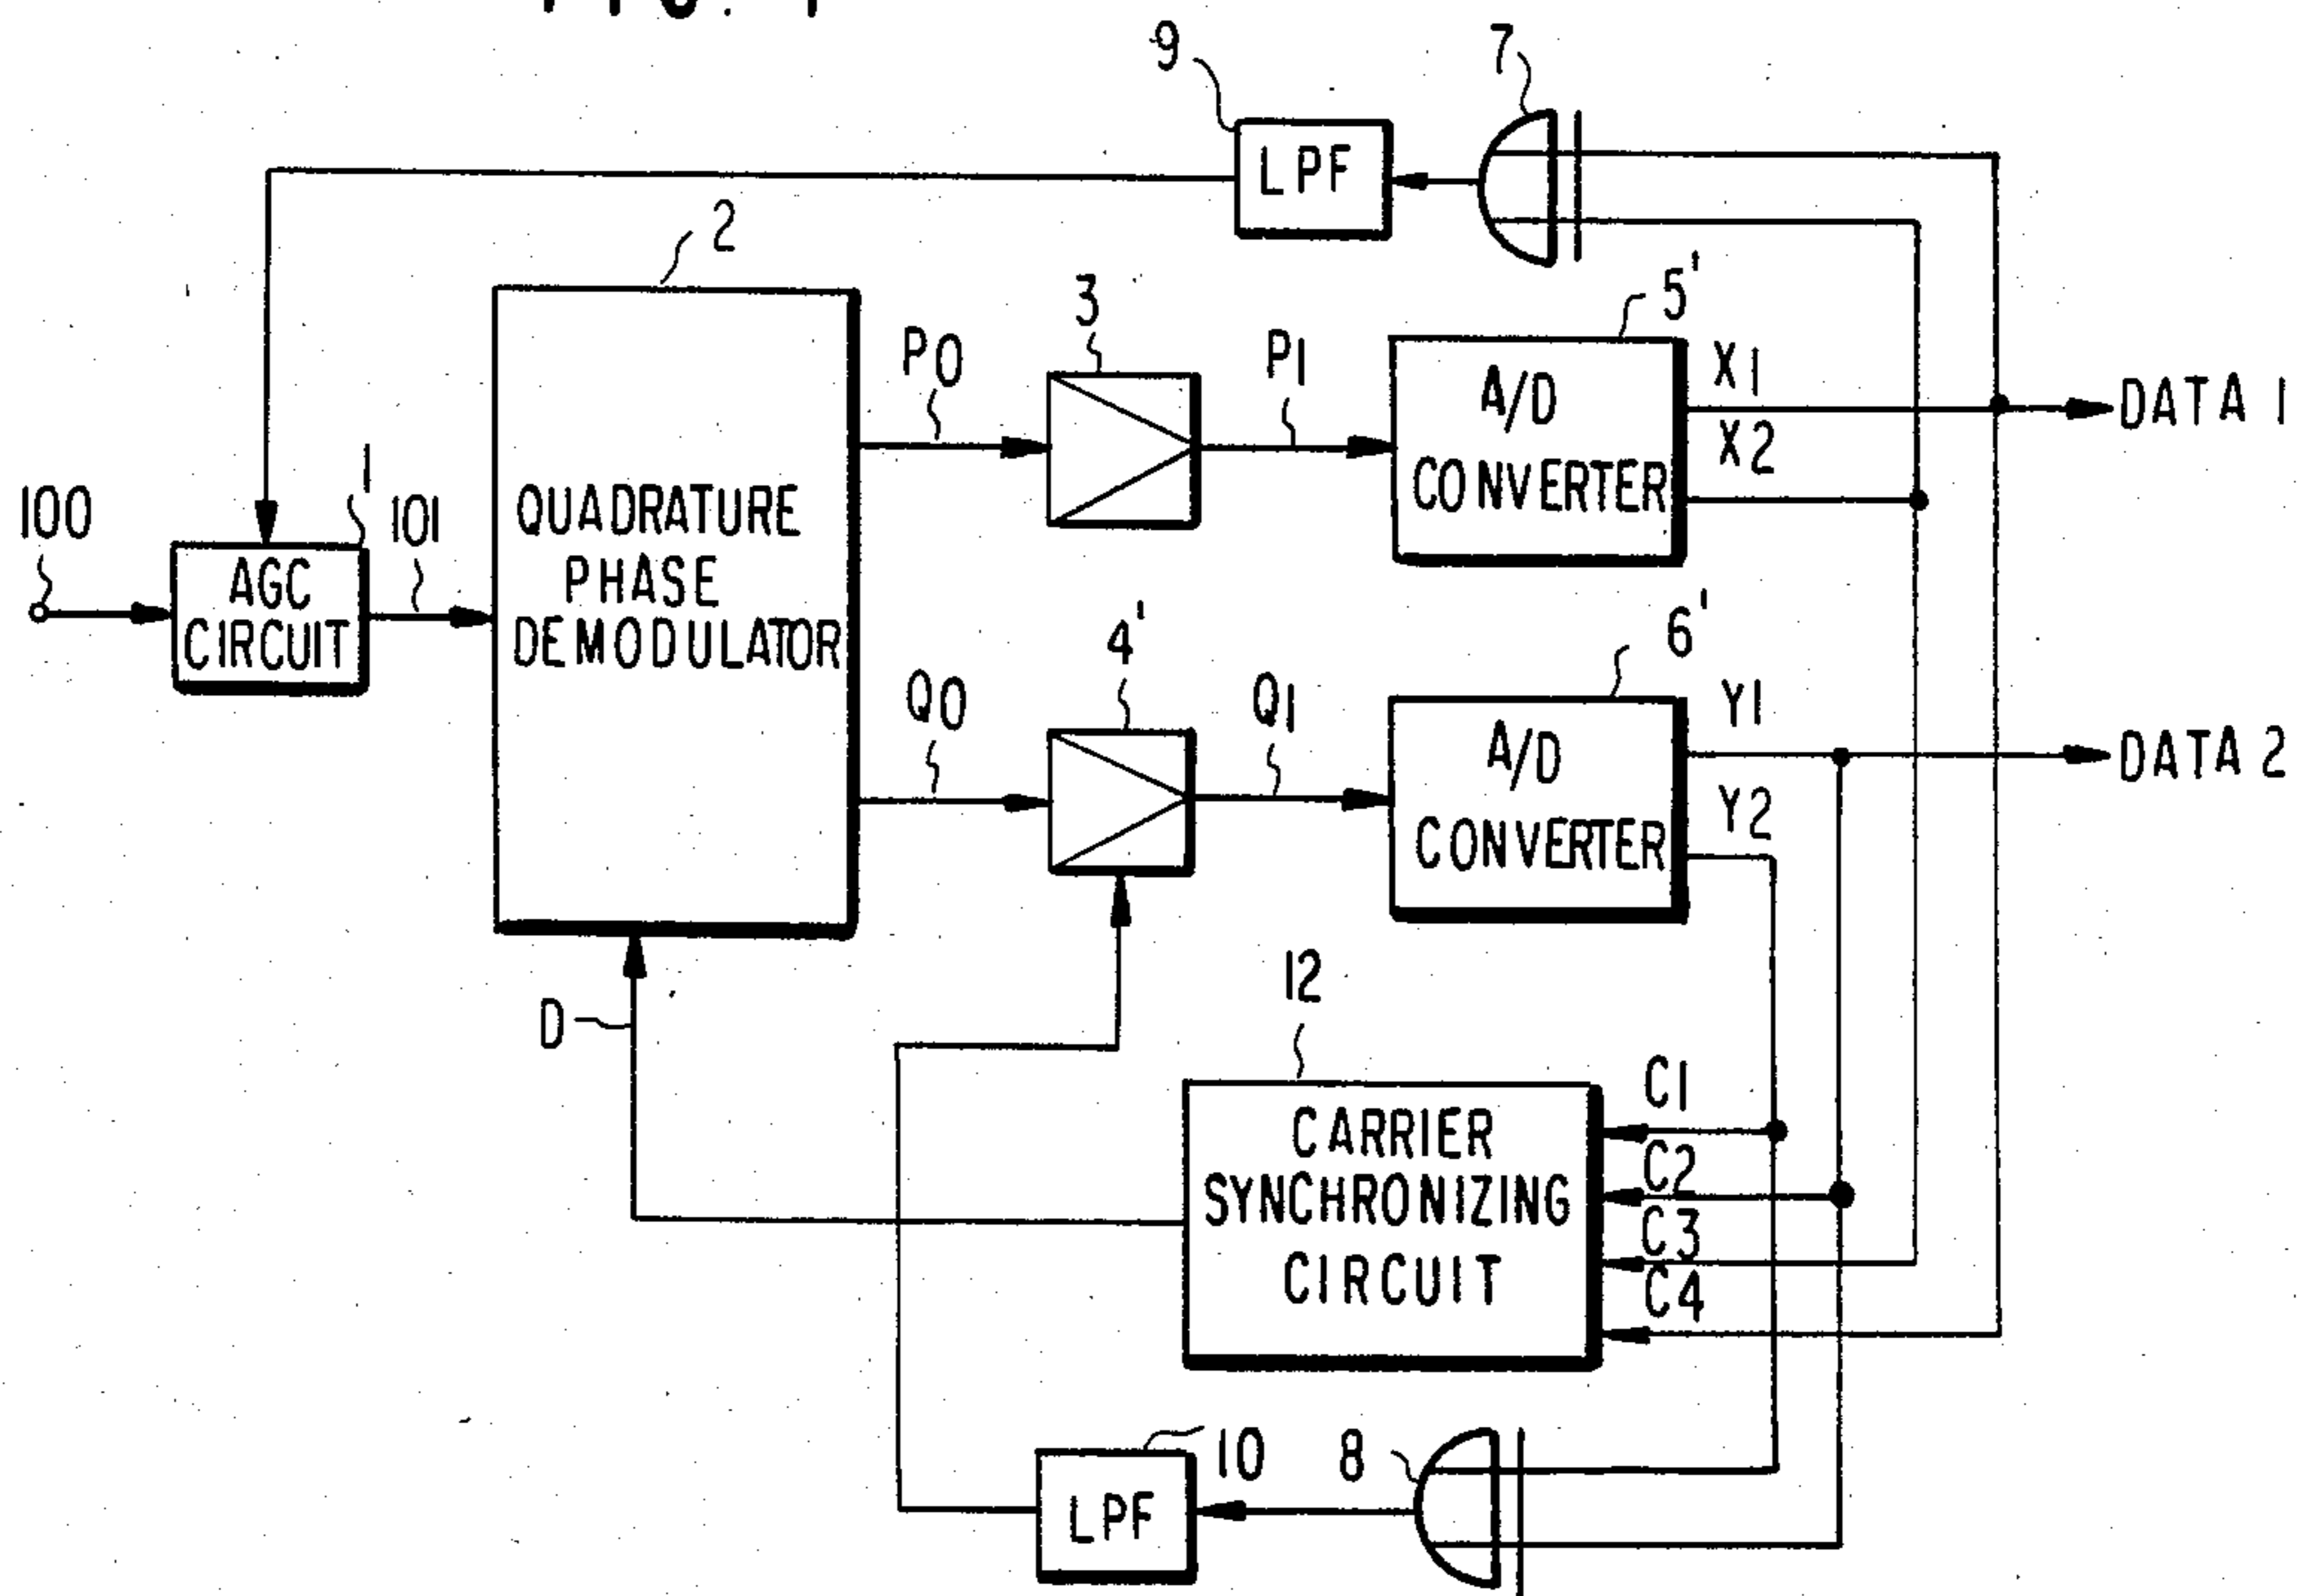 9
7
LPF
2
3
5'
P0
P1
A/D
CONVERTER
X1
X2
DATA 1
100
1
101
AGC
CIRCUIT
QUADRATURE
PHASE
DEMODULATOR
4'
6'
Q0
Q1
A/D
CONVERTER
Y1
Y2
DATA 2
D
12
CARRIER
SYNCHRONIZING
CIRCUIT
C1
C2
C3
C4
10
8
LPF